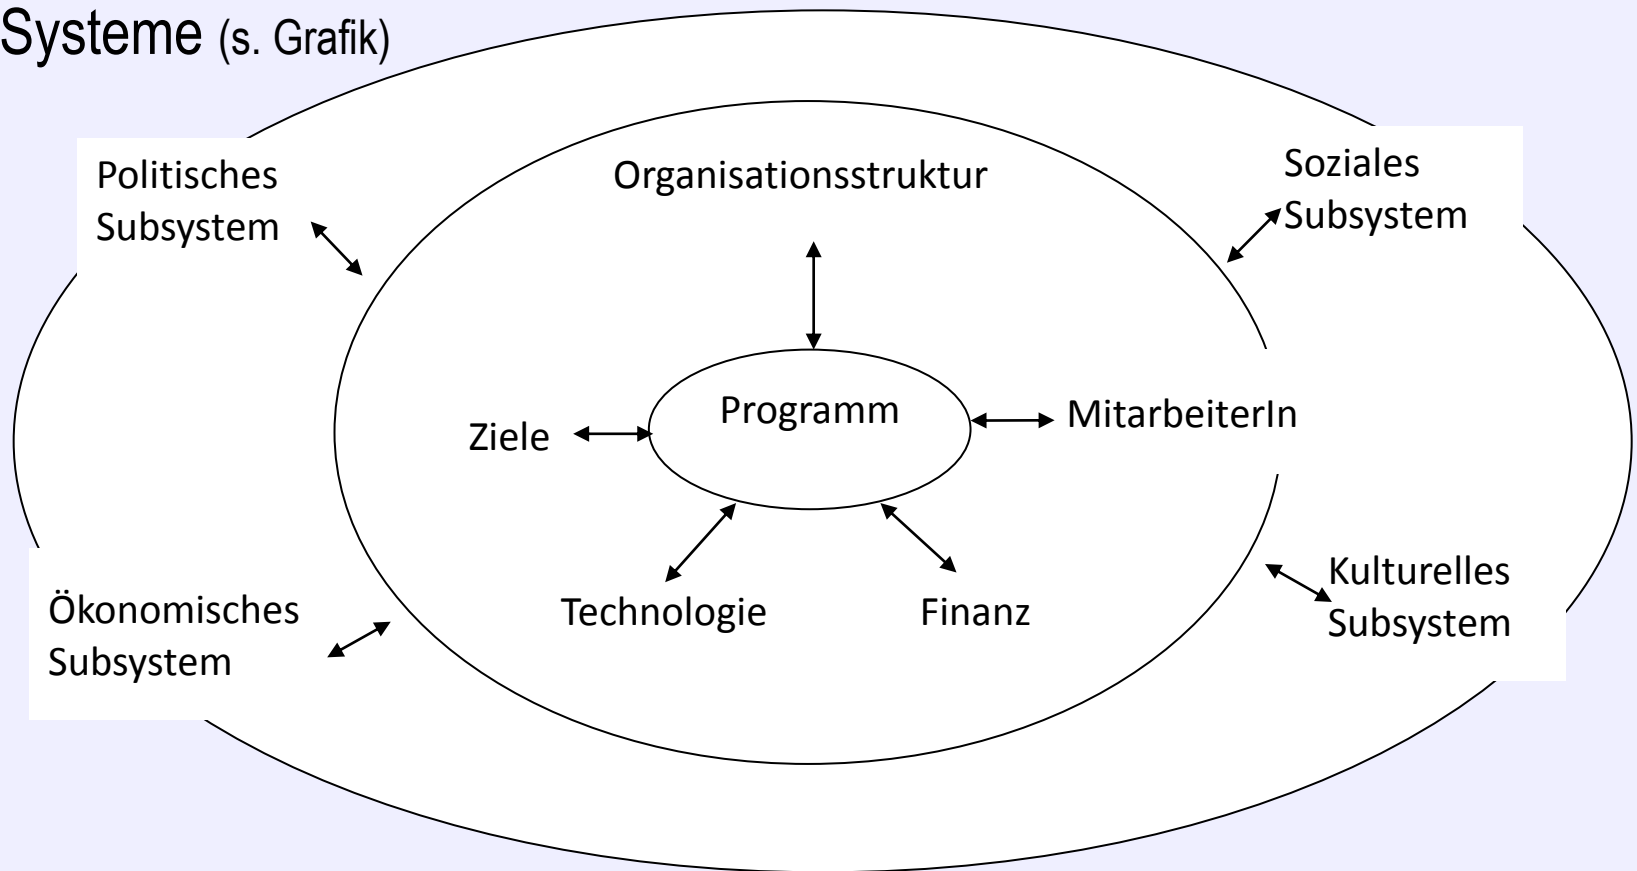 Systeme (s. Grafik)
Politisches
Subsystem
Organisationsstruktur
Soziales
Subsystem
Programm
Ziele
MitarbeiterIn
Technologie
Finanz
Ökonomisches
Subsystem
Kulturelles
Subsystem